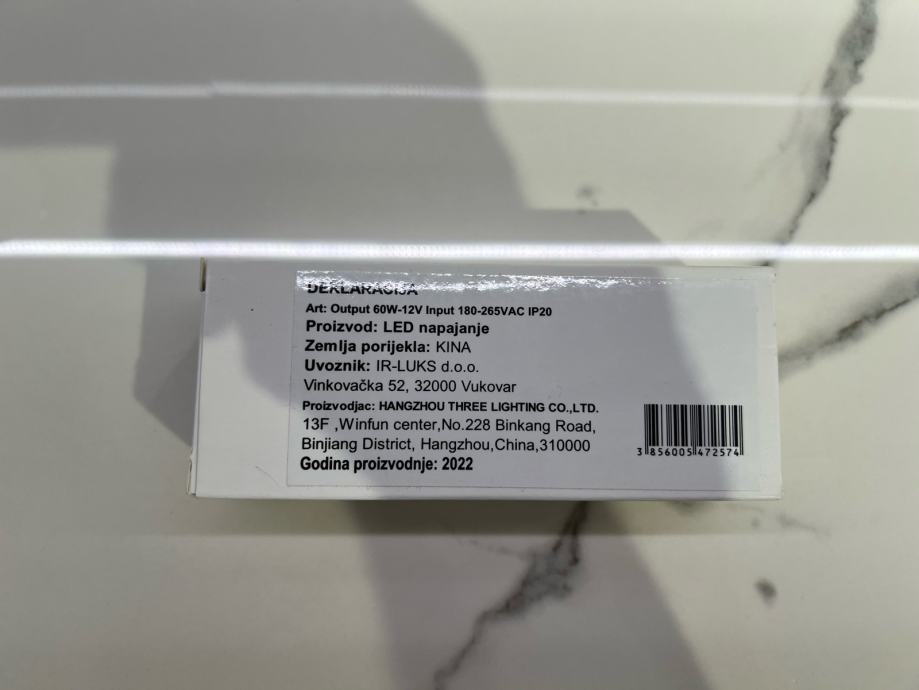 DEKLARACIJA
Art: Output 60W-12V Input 180-265VAC IP20
Proizvod: LED napajanje
Zemlja porijekla: KINA
Uvoznik: IR-LUKS d.o.o.
Vinkovačka 52, 32000 Vukovar
Proizvodjac: HANGZHOU THREE LIGHTING CO.,LTD.
13F ,Winfun center,No.228 Binkang Road,
Binjiang District, Hangzhou,China,310000
Godina proizvodnje: 2022
3 856005 472574